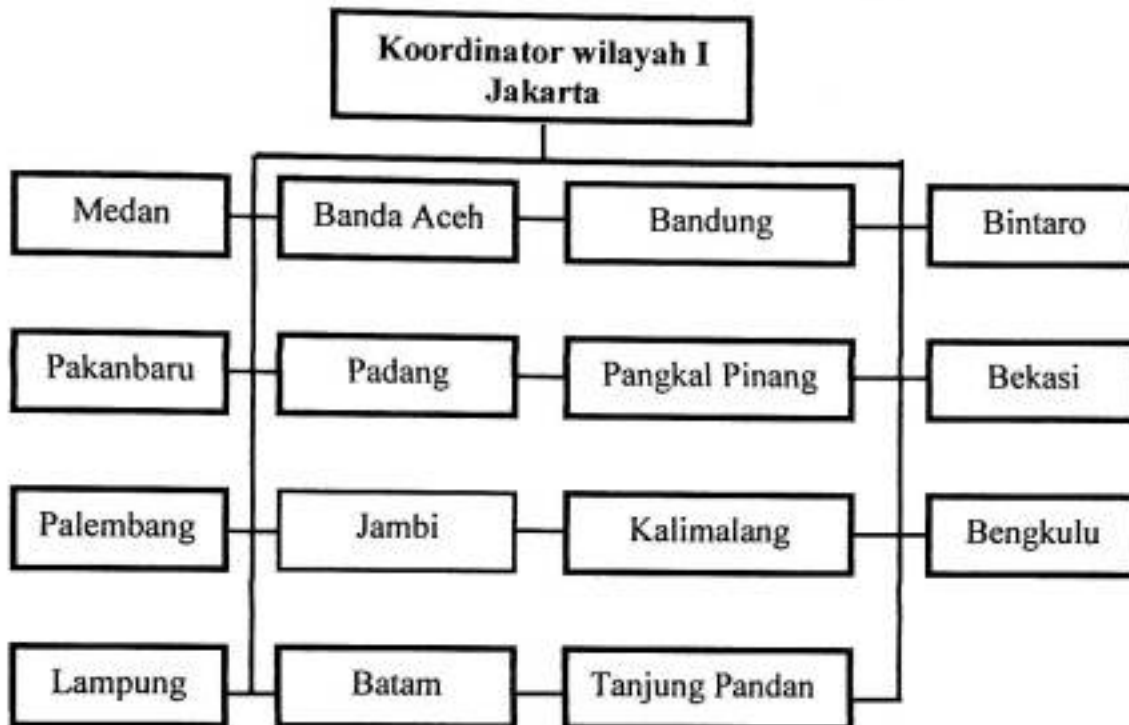 Koordinator wilayah I
Jakarta
Medan
Banda Aceh
Bandung
Bintaro
Pakanbaru
Padang
Pangkal Pinang
Bekasi
Palembang
Jambi
Kalimalang
Bengkulu
Lampung
Batam
Tanjung Pandan